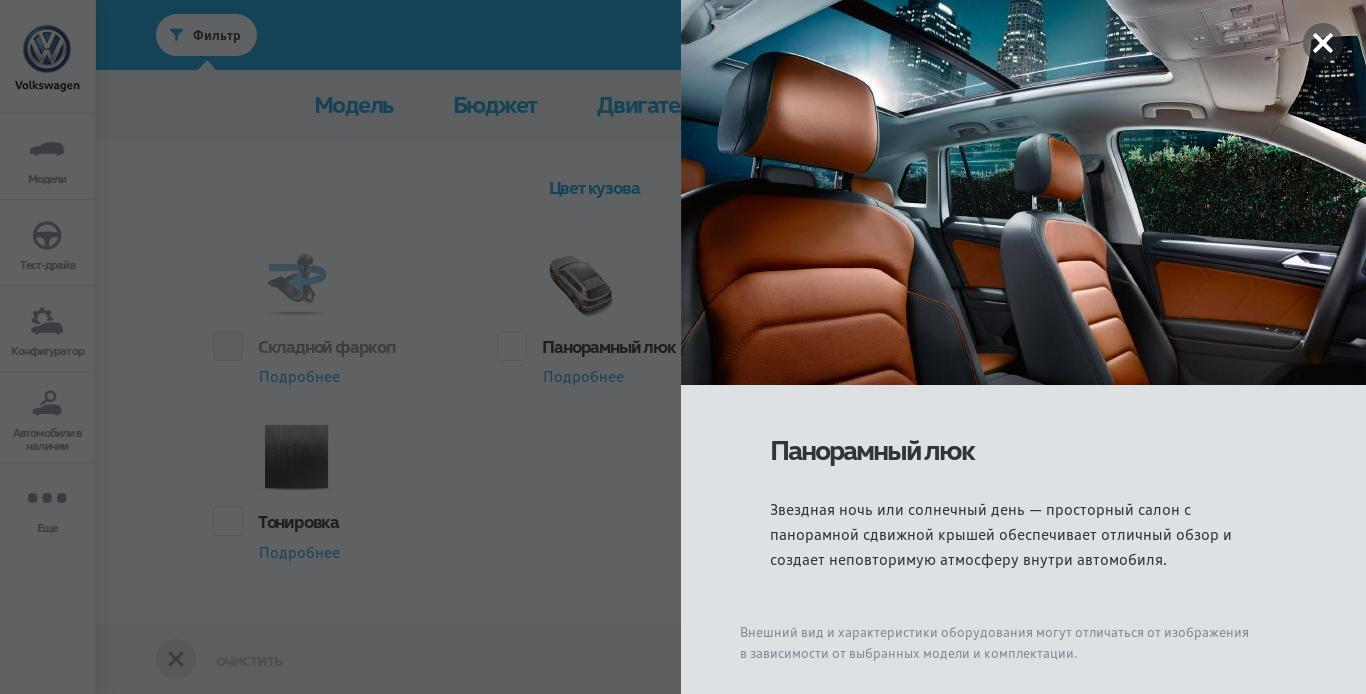 Фильтр
Volkswagen
Модель
Бюджет
Модели
Цвет кузова
Тест-драйв
Конфигуратор
Складной фаркоп
Панорамный люк
Подробнее
Подробнее
Автомобили в
наличии
Тонировка
Еще
Подробнее
ОЧИСТИТЬ
Панорамный люк
Звездная ночь или солнечный день — просторный салон с
панорамной сдвижной крышей обеспечивает отличный обзор и
создает неповторимую атмосферу внутри автомобиля.
Внешний вид и характеристики оборудования могут отличаться от изображения
в зависимости от выбранных модели и комплектации.